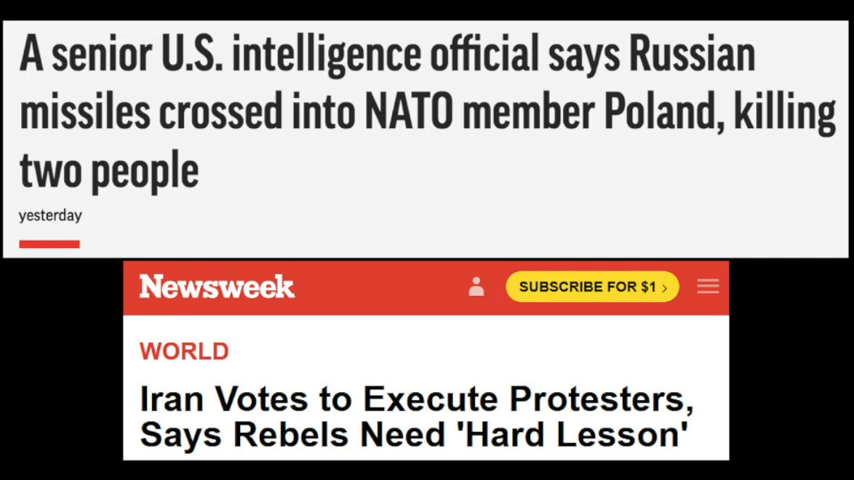 A senior U.S. intelligence official says Russian
missiles crossed into NATO member Poland, killing
two people
yesterday
Newsweek
SUBSCRIBE FOR $1 >
WORLD
Iran Votes to Execute Protesters,
Says Rebels Need 'Hard Lesson'